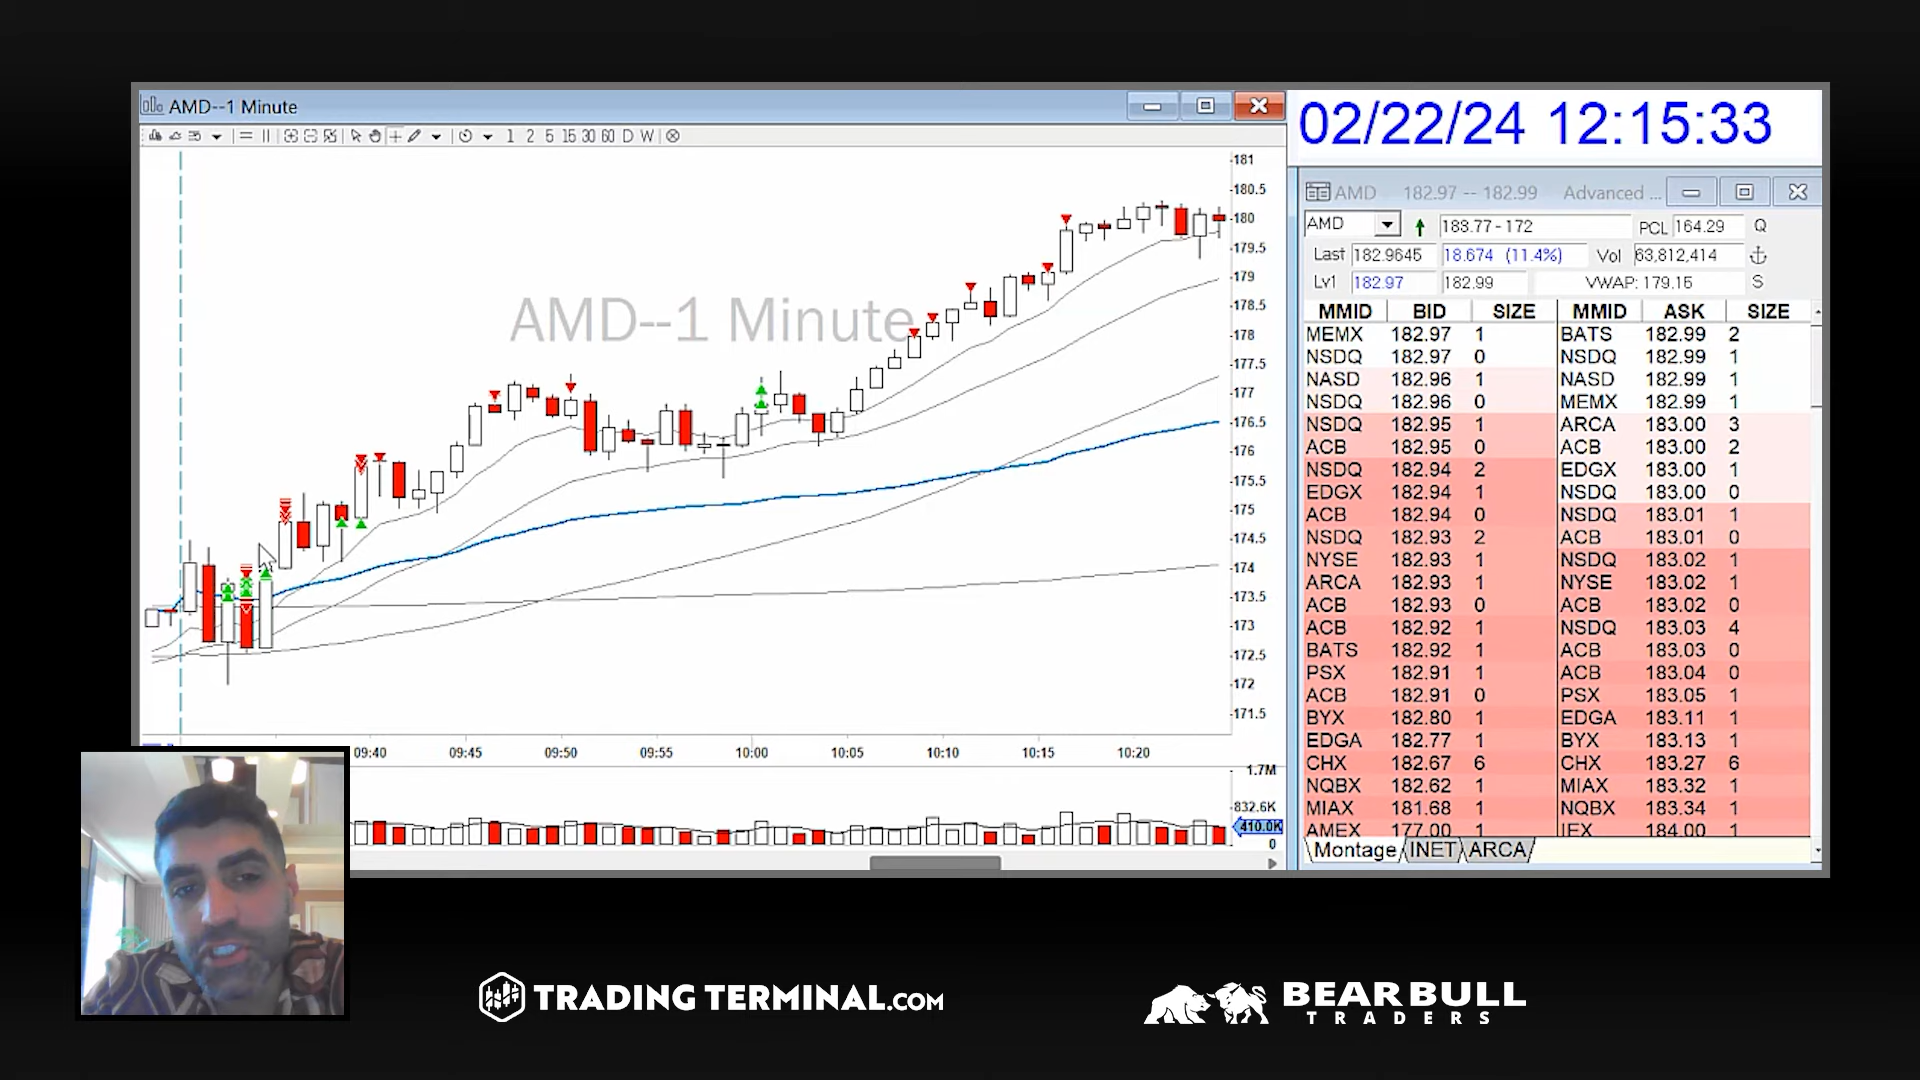 AMD--1 Minute
02/22/24 12:15:33
1 2 5 15 30 60 D W
AMD--1 Minute
181
180.5
180
179.5
179
178.5
178
177.5
177
176.5
176
175.5
175
174.5
174
173.5
173
172.5
172
171.5
09:40 09:45 09:50 09:55 10:00 10:05 10:10 10:15 10:20
1.7M
832.6K
410.0K
0
AMD 182.97 -- 182.99 Advanced ...
AMD 183.77 - 172 PCL 164.29 Q
Last 182.9645 18.674 (11.4%) Vol 63,812,414
Lv1 182.97 182.99 VWAP: 179.15 S
MMID BID SIZE MMID ASK SIZE
MEMX 182.97 1 BATS 182.99 2
NSDQ 182.97 0 NSDQ 182.99 1
NASD 182.96 1 NASD 182.99 1
NSDQ 182.96 0 MEMX 182.99 1
NSDQ 182.95 1 ARCA 183.00 3
ACB 182.95 0 ACB 183.00 2
NSDQ 182.94 2 EDGX 183.00 1
EDGX 182.94 1 NSDQ 183.00 0
ACB 182.94 0 NSDQ 183.01 1
NSDQ 182.93 2 ACB 183.01 0
NYSE 182.93 1 NSDQ 183.02 1
ARCA 182.93 1 NYSE 183.02 1
ACB 182.93 0 ACB 183.02 0
ACB 182.92 1 NSDQ 183.03 4
BATS 182.92 1 ACB 183.03 0
PSX 182.91 1 ACB 183.04 0
ACB 182.91 0 PSX 183.05 1
BYX 182.80 1 EDGA 183.11 1
EDGA 182.77 1 BYX 183.13 1
CHX 182.67 6 CHX 183.27 6
NQBX 182.62 1 MIAX 183.32 1
MIAX 181.68 1 NQBX 183.34 1
AMEX 177.00 1 IEX 184.00 1
Montage INET ARCA
TRADING TERMINAL.COM
BEAR BULL
TRADERS